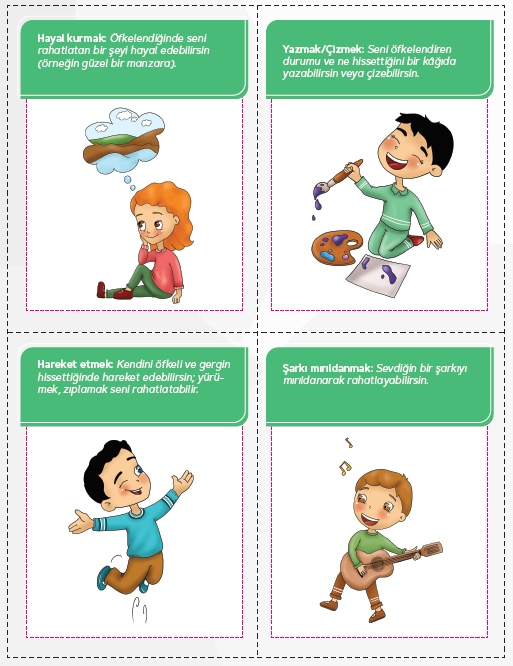 Hayal kurmak: Öfkelendiğinde seni
rahatlatan bir şeyi hayal edebilirsin
(örneğin güzel bir manzara).
Yazmak/Çizmek: Seni öfkelendiren
durumu ve ne hissettiğini bir kâğıda
yazabilirsin veya çizebilirsin.
Hareket etmek: Kendini öfkeli ve gergin
hissettiğinde hareket edebilirsin; yürü-
mek, zıplamak seni rahatlatabilir.
Şarkı mırıldanmak: Sevdiğin bir şarkıyı
mırıldanarak rahatlayabilirsin.